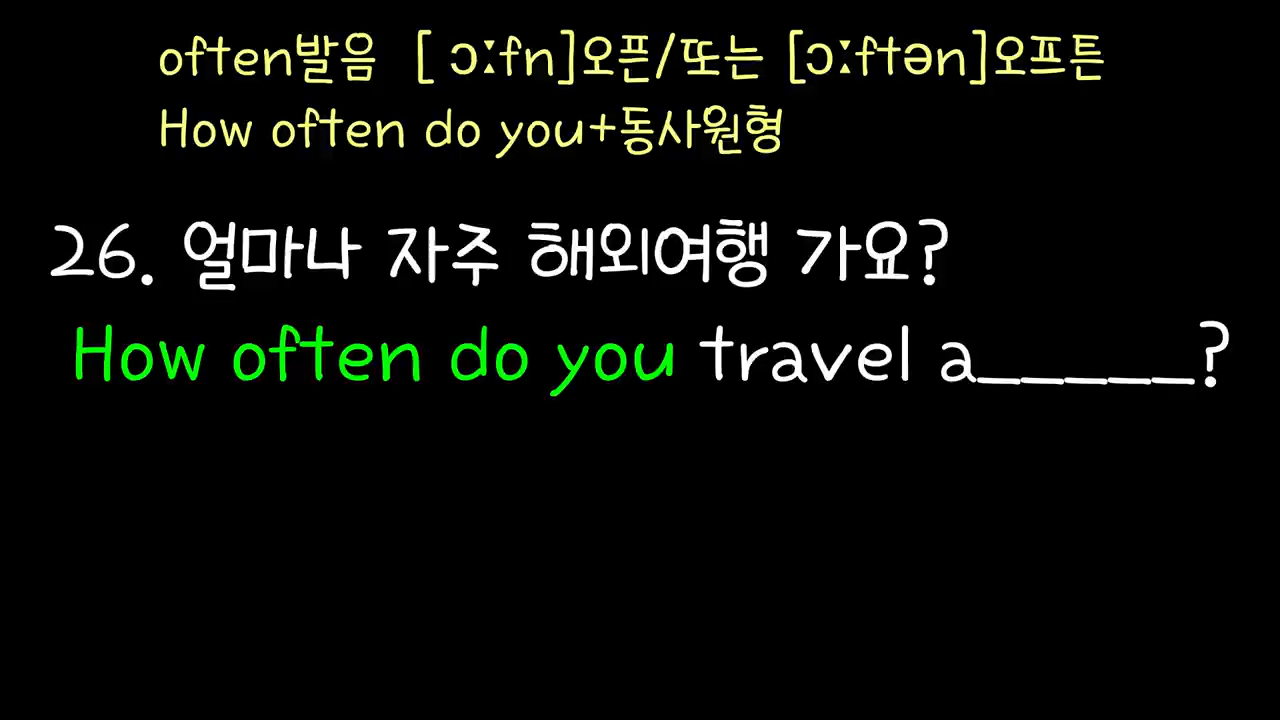 often발음 [ ɔːfn]오픈/또는 [ɔːftən]오프튼
How often do you+동사원형
26. 얼마나 자주 해외여행 가요?
How often do you travel a_____?